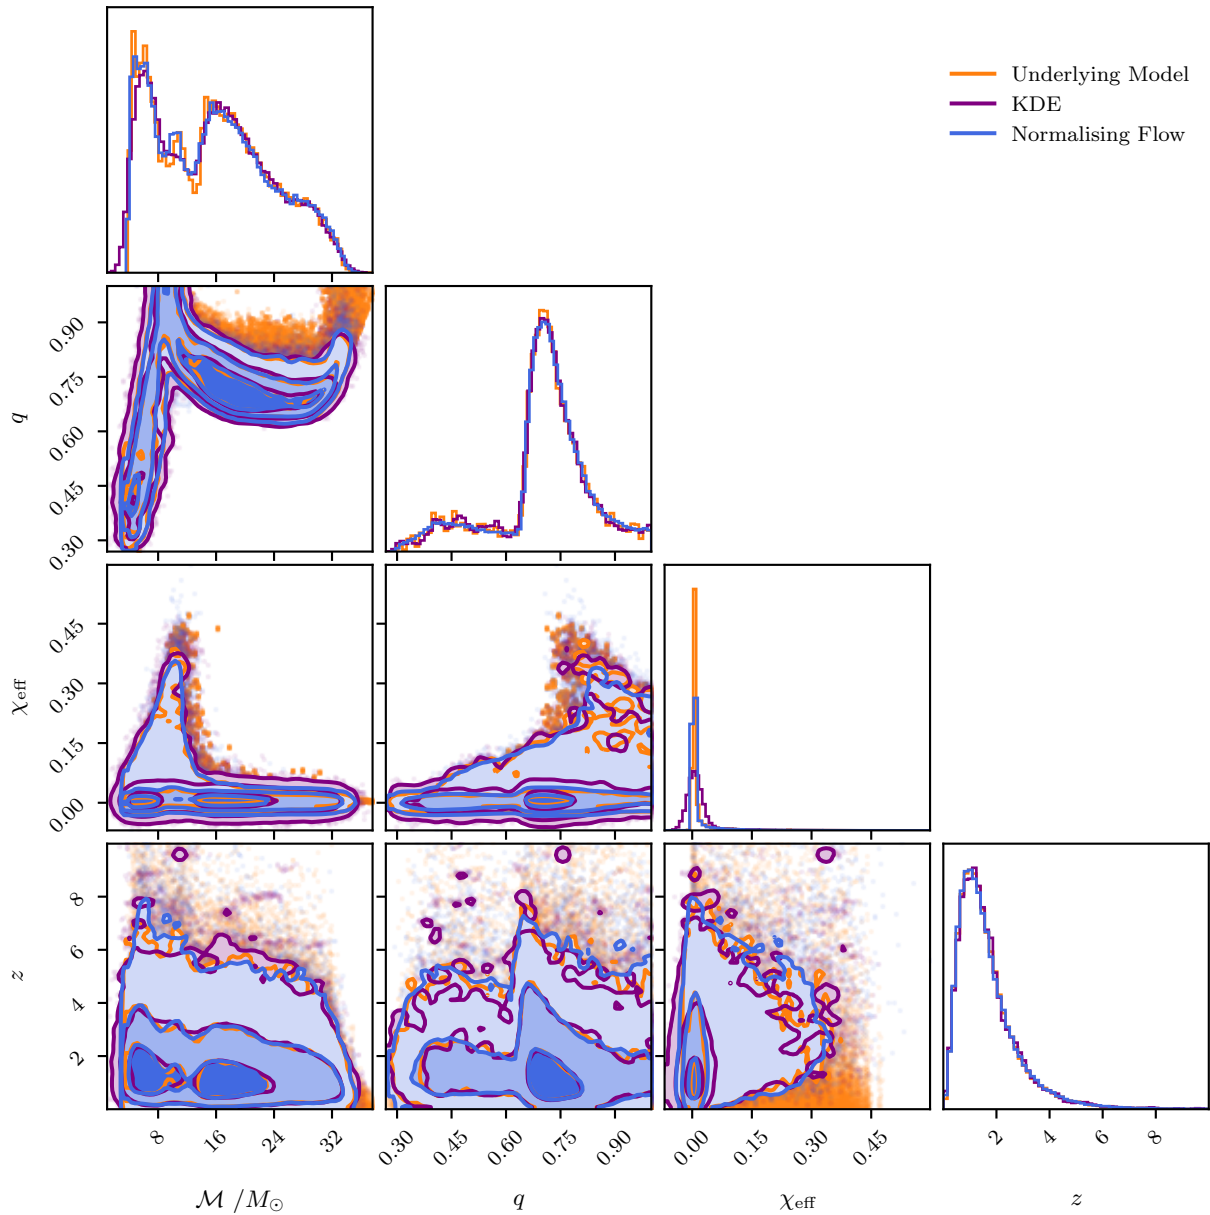 Underlying Model
KDE
Normalising Flow
0.90
0.75
0.60
0.45
0.30
q
0.45
0.30
0.15
0.00
χeff
8
6
4
2
z
8 16 24 32
0.30 0.45 0.60 0.75 0.90
0.00 0.15 0.30 0.45
2 4 6 8
ℳ /M⊙
q
χeff
z